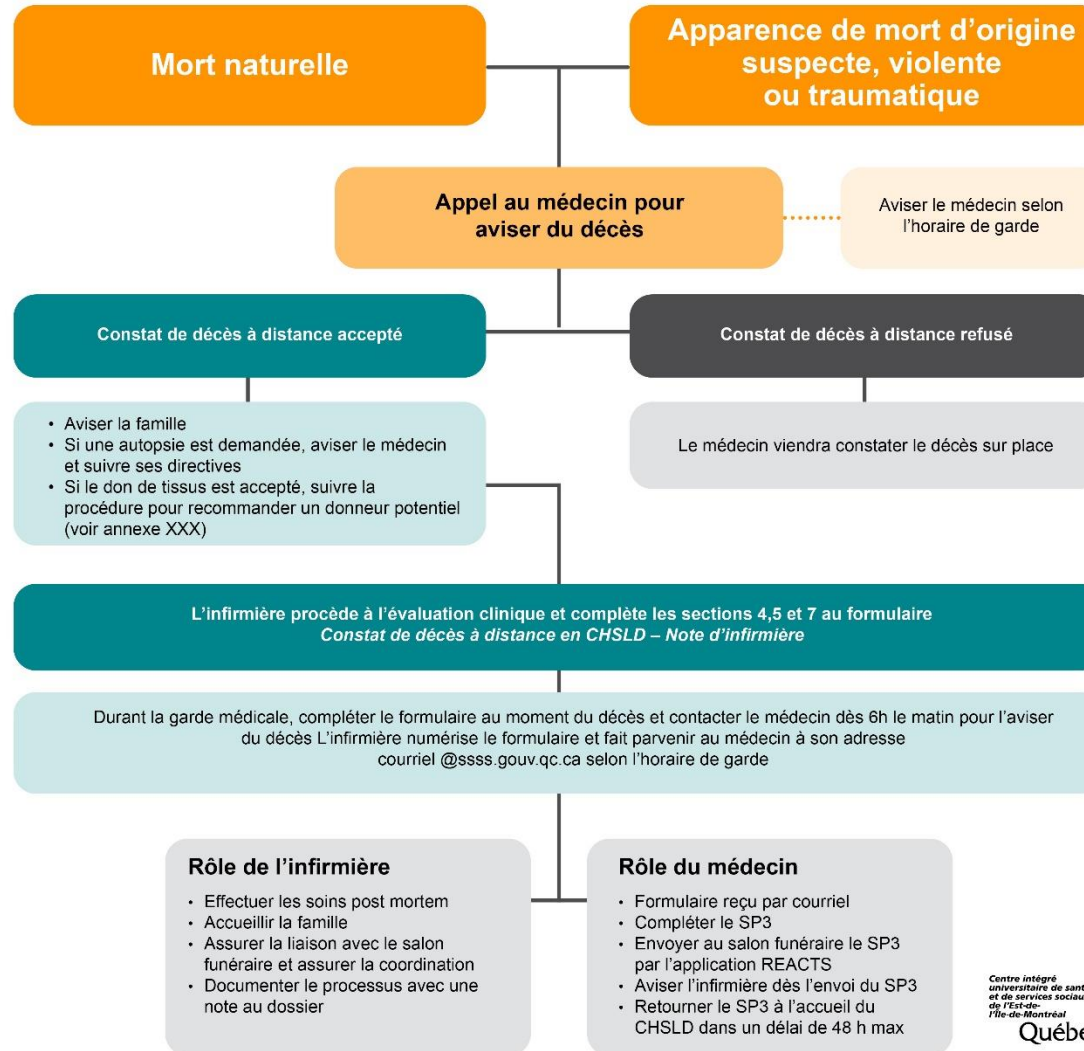 Mort naturelle
Apparence de mort d'origine
suspecte, violente
ou traumatique
Appel au médecin pour
aviser du décès
Aviser le médecin selon
l'horaire de garde
Constat de décès à distance accepté
Constat de décès à distance refusé
• Aviser la famille
• Si une autopsie est demandée, aviser le médecin
et suivre ses directives
• Si le don de tissus est accepté, suivre la
procédure pour recommander un donneur potentiel
(voir annexe XXX)
Le médecin viendra constater le décès sur place
L'infirmière procède à l'évaluation clinique et complète les sections 4,5 et 7 au formulaire
Constat de décès à distance en CHSLD – Note d'infirmière
Durant la garde médicale, compléter le formulaire au moment du décès et contacter le médecin dès 6h le matin pour l'aviser
du décès L'infirmière numérise le formulaire et fait parvenir au médecin à son adresse
courriel @ssss.gouv.qc.ca selon l'horaire de garde
Rôle de l'infirmière
• Effectuer les soins post mortem
• Accueillir la famille
• Assurer la liaison avec le salon
funéraire et assurer la coordination
• Documenter le processus avec une
note au dossier
Rôle du médecin
• Formulaire reçu par courriel
• Compléter le SP3
• Envoyer au salon funéraire le SP3
par l'application REACTS
• Aviser l'infirmière dès l'envoi du SP3
• Retourner le SP3 à l'accueil du
CHSLD dans un délai de 48 h max
Centre intégré
universitaire de sant
et de services sociau
de l'Est-de-
l'Île-de-Montréal
Québe